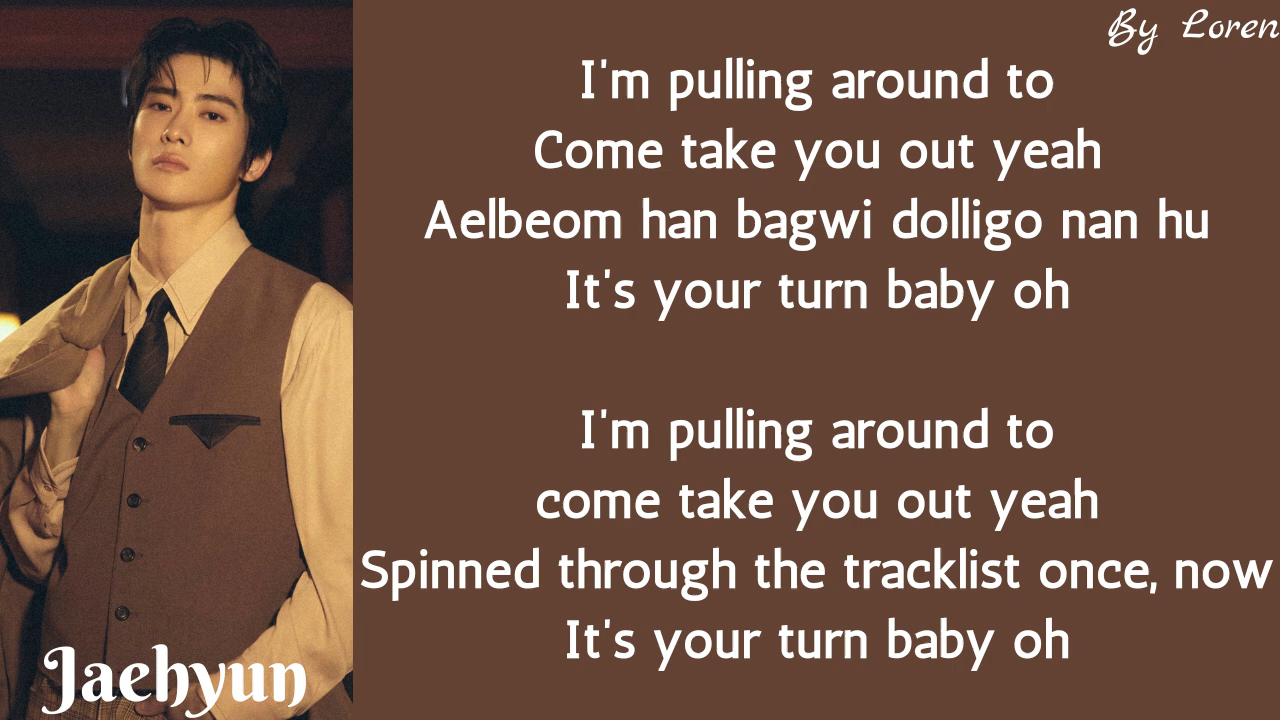 By Loren
I'm pulling around to
Come take you out yeah
Aelbeom han bagwi dolligo nan hu
It's your turn baby oh
I'm pulling around to
come take you out yeah
Spinned through the tracklist once, now
It's your turn baby oh
Jaehyun